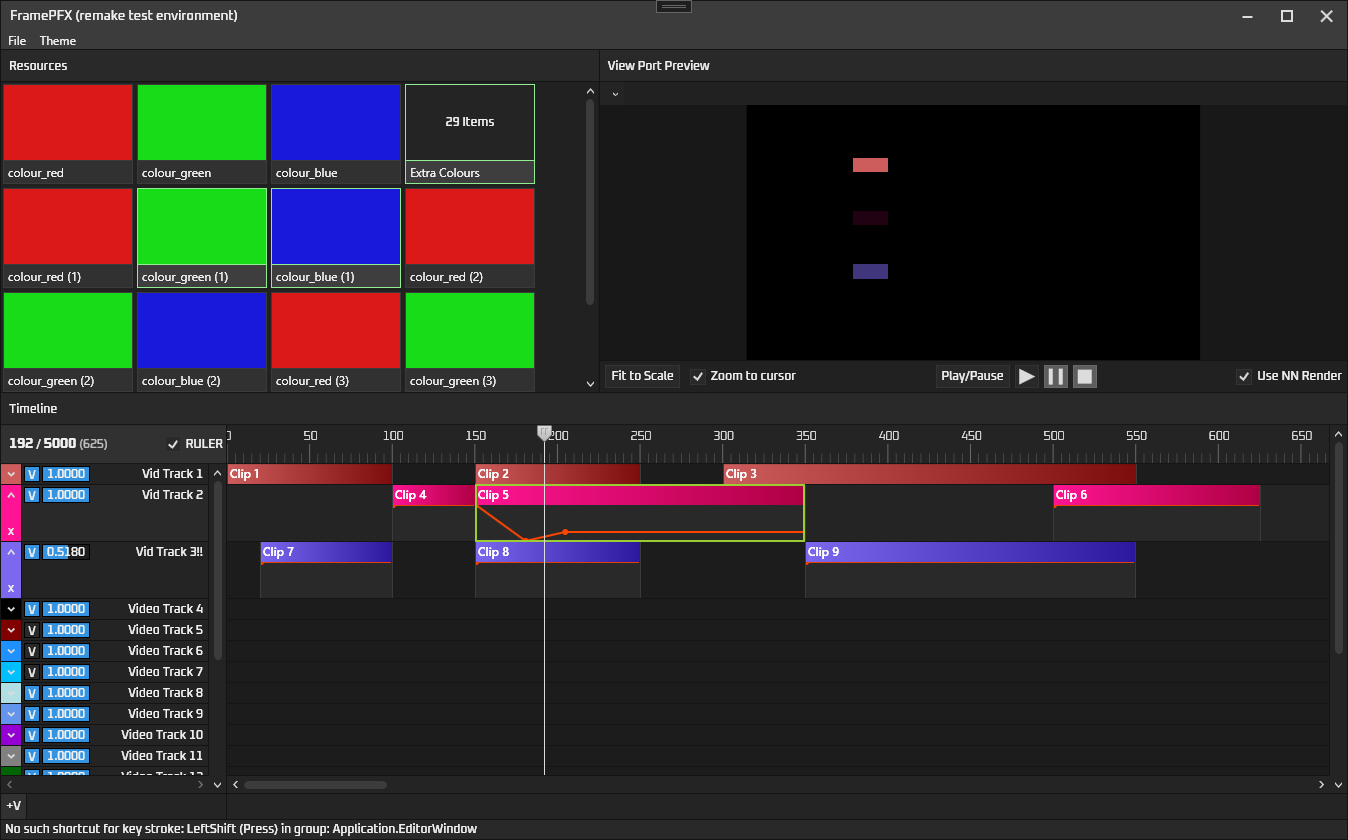 FramePFX (remake test environment)
File Theme
Resources
View Port Preview
29 Items
colour_red colour_green colour_blue Extra Colours
colour_red (1) colour_green (1) colour_blue (1) colour_red (2)
colour_green (2) colour_blue (2) colour_red (3) colour_green (3)
Fit to Scale Zoom to cursor Play/Pause Use NN Render
Timeline
192 / 5000 (625) RULER
0 50 100 150 200 250 300 350 400 450 500 550 600 650
V 1.0000 Vid Track 1 Clip 1 Clip 2 Clip 3
V 1.0000 Vid Track 2 Clip 4 Clip 5 Clip 6
x
V 0.5180 Vid Track 3!! Clip 7 Clip 8 Clip 9
x
V 1.0000 Video Track 4
V 1.0000 Video Track 5
V 1.0000 Video Track 6
V 1.0000 Video Track 7
V 1.0000 Video Track 8
V 1.0000 Video Track 9
V 1.0000 Video Track 10
V 1.0000 Video Track 11
V 1.0000 Video Track 12
+V
No such shortcut for key stroke: LeftShift (Press) in group: Application.EditorWindow